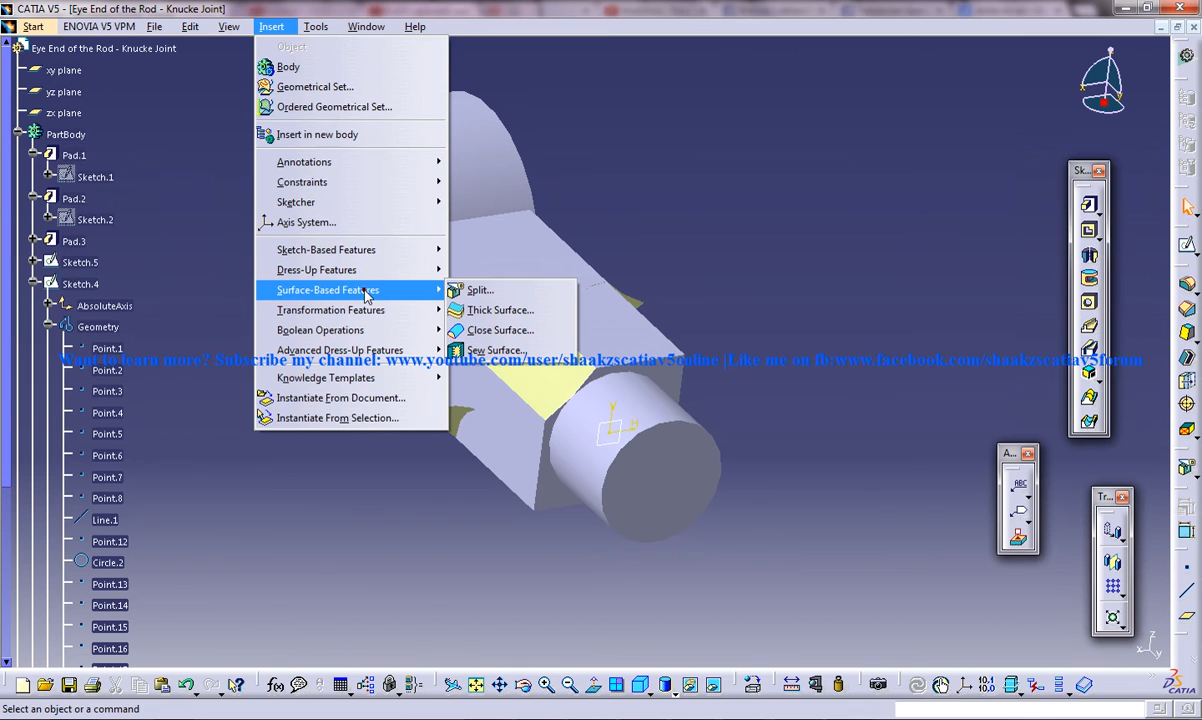 CATIA V5 - [Eye End of the Rod - Knucke Joint]
Start ENOVIA V5 VPM File Edit View Insert Tools Window Help
Eye End of the Rod - Knucke Joint
xy plane
yz plane
zx plane
PartBody
Pad.1
Sketch.1
Pad.2
Sketch.2
Pad.3
Sketch.5
Sketch.4
AbsoluteAxis
Geometry
Point.1
Point.2
Point.3
Point.4
Point.5
Point.6
Point.7
Point.8
Line.1
Point.12
Circle.2
Point.13
Point.14
Point.15
Point.16
Object
Body
Geometrical Set...
Ordered Geometrical Set...
Insert in new body
Annotations
Constraints
Sketcher
Axis System...
Sketch-Based Features
Dress-Up Features
Surface-Based Features
Transformation Features
Boolean Operations
Advanced Dress-Up Features
Knowledge Templates
Instantiate From Document...
Instantiate From Selection...
Split...
Thick Surface...
Close Surface...
Sew Surface...
Want to learn more? Subscribe my channel: www.youtube.com/user/shaakzscatiav5online |Like me on fb:www.facebook.com/shaakzscatiav5forum
Sk...
A...
Tr...
ABC
V
H
z
x
y
f(x)
10.1
10.0
CATIA
Select an object or a command